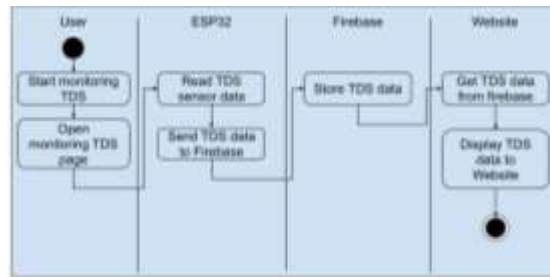 User
ESP32
Firebase
Website
Start monitoring
TDS
Open
monitoring TDS
page
Read TDS
sensor data
Send TDS data
to Firebase
Store TDS data
Get TDS data
from firebase
Display TDS
data to
Website